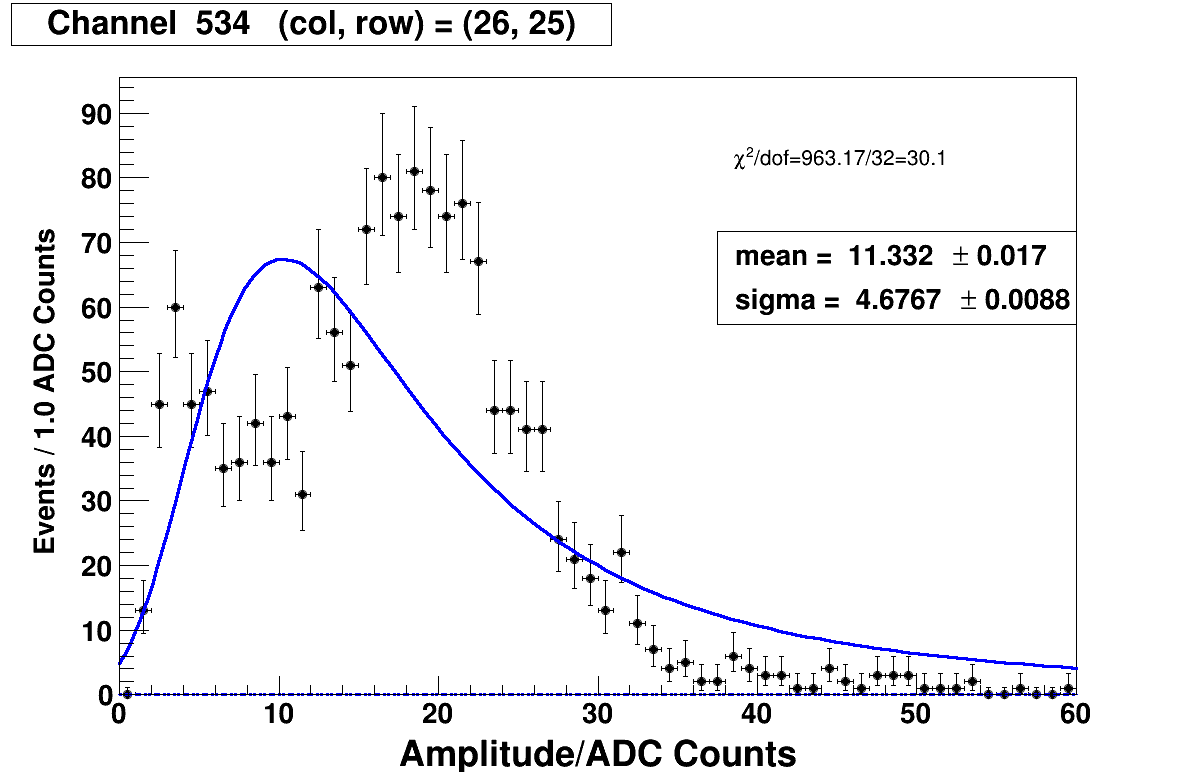 Channel 534 (col, row) = (26, 25)
χ²/dof=963.17/32=30.1
mean = 11.332 ± 0.017
sigma = 4.6767 ± 0.0088
Events / 1.0 ADC Counts
90
80
70
60
50
40
30
20
10
0
0 10 20 30 40 50 60
Amplitude/ADC Counts